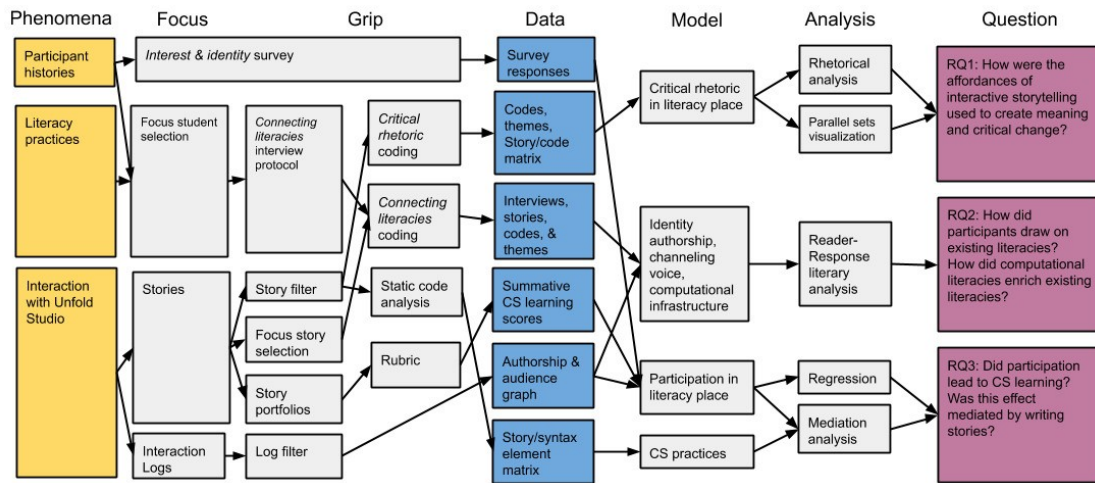 Phenomena
Focus
Grip
Data
Model
Analysis
Question
Participant
histories
Literacy
practices
Interaction
with Unfold
Studio
Interest & identity survey
Focus student
selection
Connecting
literacies
interview
protocol
Stories
Interaction
Logs
Story filter
Focus story
selection
Story
portfolios
Log filter
Critical
rhetoric
coding
Connecting
literacies
coding
Static code
analysis
Rubric
Survey
responses
Codes,
themes,
Story/code
matrix
Interviews,
stories,
codes, &
themes
Summative
CS learning
scores
Authorship &
audience
graph
Story/syntax
element
matrix
Critical rhetoric
in literacy place
Identity
authorship,
channeling
voice,
computational
infrastructure
Participation in
literacy place
CS practices
Rhetorical
analysis
Parallel sets
visualization
Reader-
Response
literary
analysis
Regression
Mediation
analysis
RQ1: How were the
affordances of
interactive storytelling
used to create meaning
and critical change?
RQ2: How did
participants draw on
existing literacies?
How did computational
literacies enrich existing
literacies?
RQ3: Did participation
lead to CS learning?
Was this effect
mediated by writing
stories?